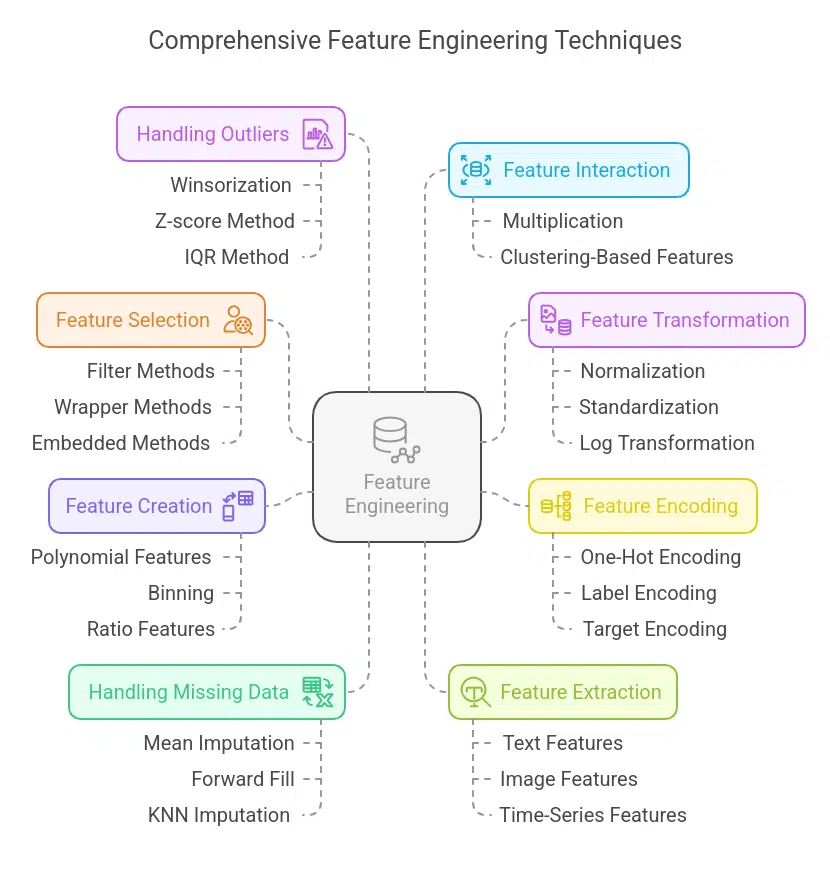 Comprehensive Feature Engineering Techniques
Handling Outliers
Winsorization
Z-score Method
IQR Method
Feature Selection
Filter Methods
Wrapper Methods
Embedded Methods
Feature Creation
Polynomial Features
Binning
Ratio Features
Handling Missing Data
Mean Imputation
Forward Fill
KNN Imputation
Feature
Engineering
Feature Interaction
Multiplication
Clustering-Based Features
Feature Transformation
Normalization
Standardization
Log Transformation
Feature Encoding
One-Hot Encoding
Label Encoding
Target Encoding
Feature Extraction
Text Features
Image Features
Time-Series Features